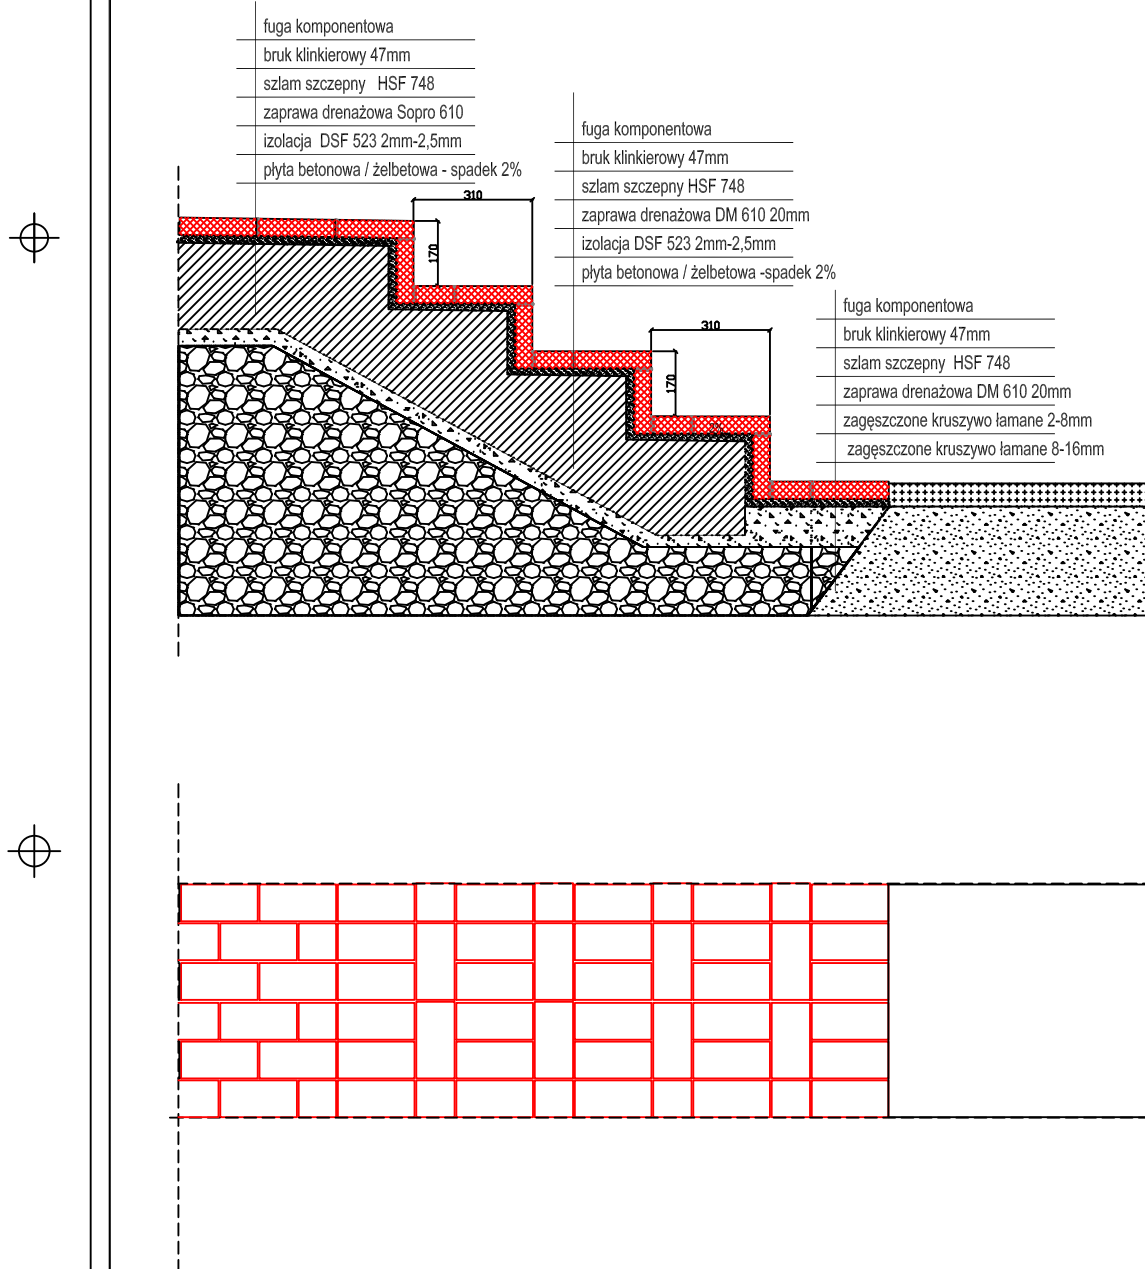 fuga komponentowa
bruk klinkierowy 47mm
szlam szczepny HSF 748
zaprawa drenażowa Sopro 610
izolacja DSF 523 2mm-2,5mm
płyta betonowa / żelbetowa - spadek 2%
fuga komponentowa
bruk klinkierowy 47mm
szlam szczepny HSF 748
zaprawa drenażowa DM 610 20mm
izolacja DSF 523 2mm-2,5mm
płyta betonowa / żelbetowa -spadek 2%
fuga komponentowa
bruk klinkierowy 47mm
szlam szczepny HSF 748
zaprawa drenażowa DM 610 20mm
zagęszczone kruszywo łamane 2-8mm
zagęszczone kruszywo łamane 8-16mm
310
170
310
170